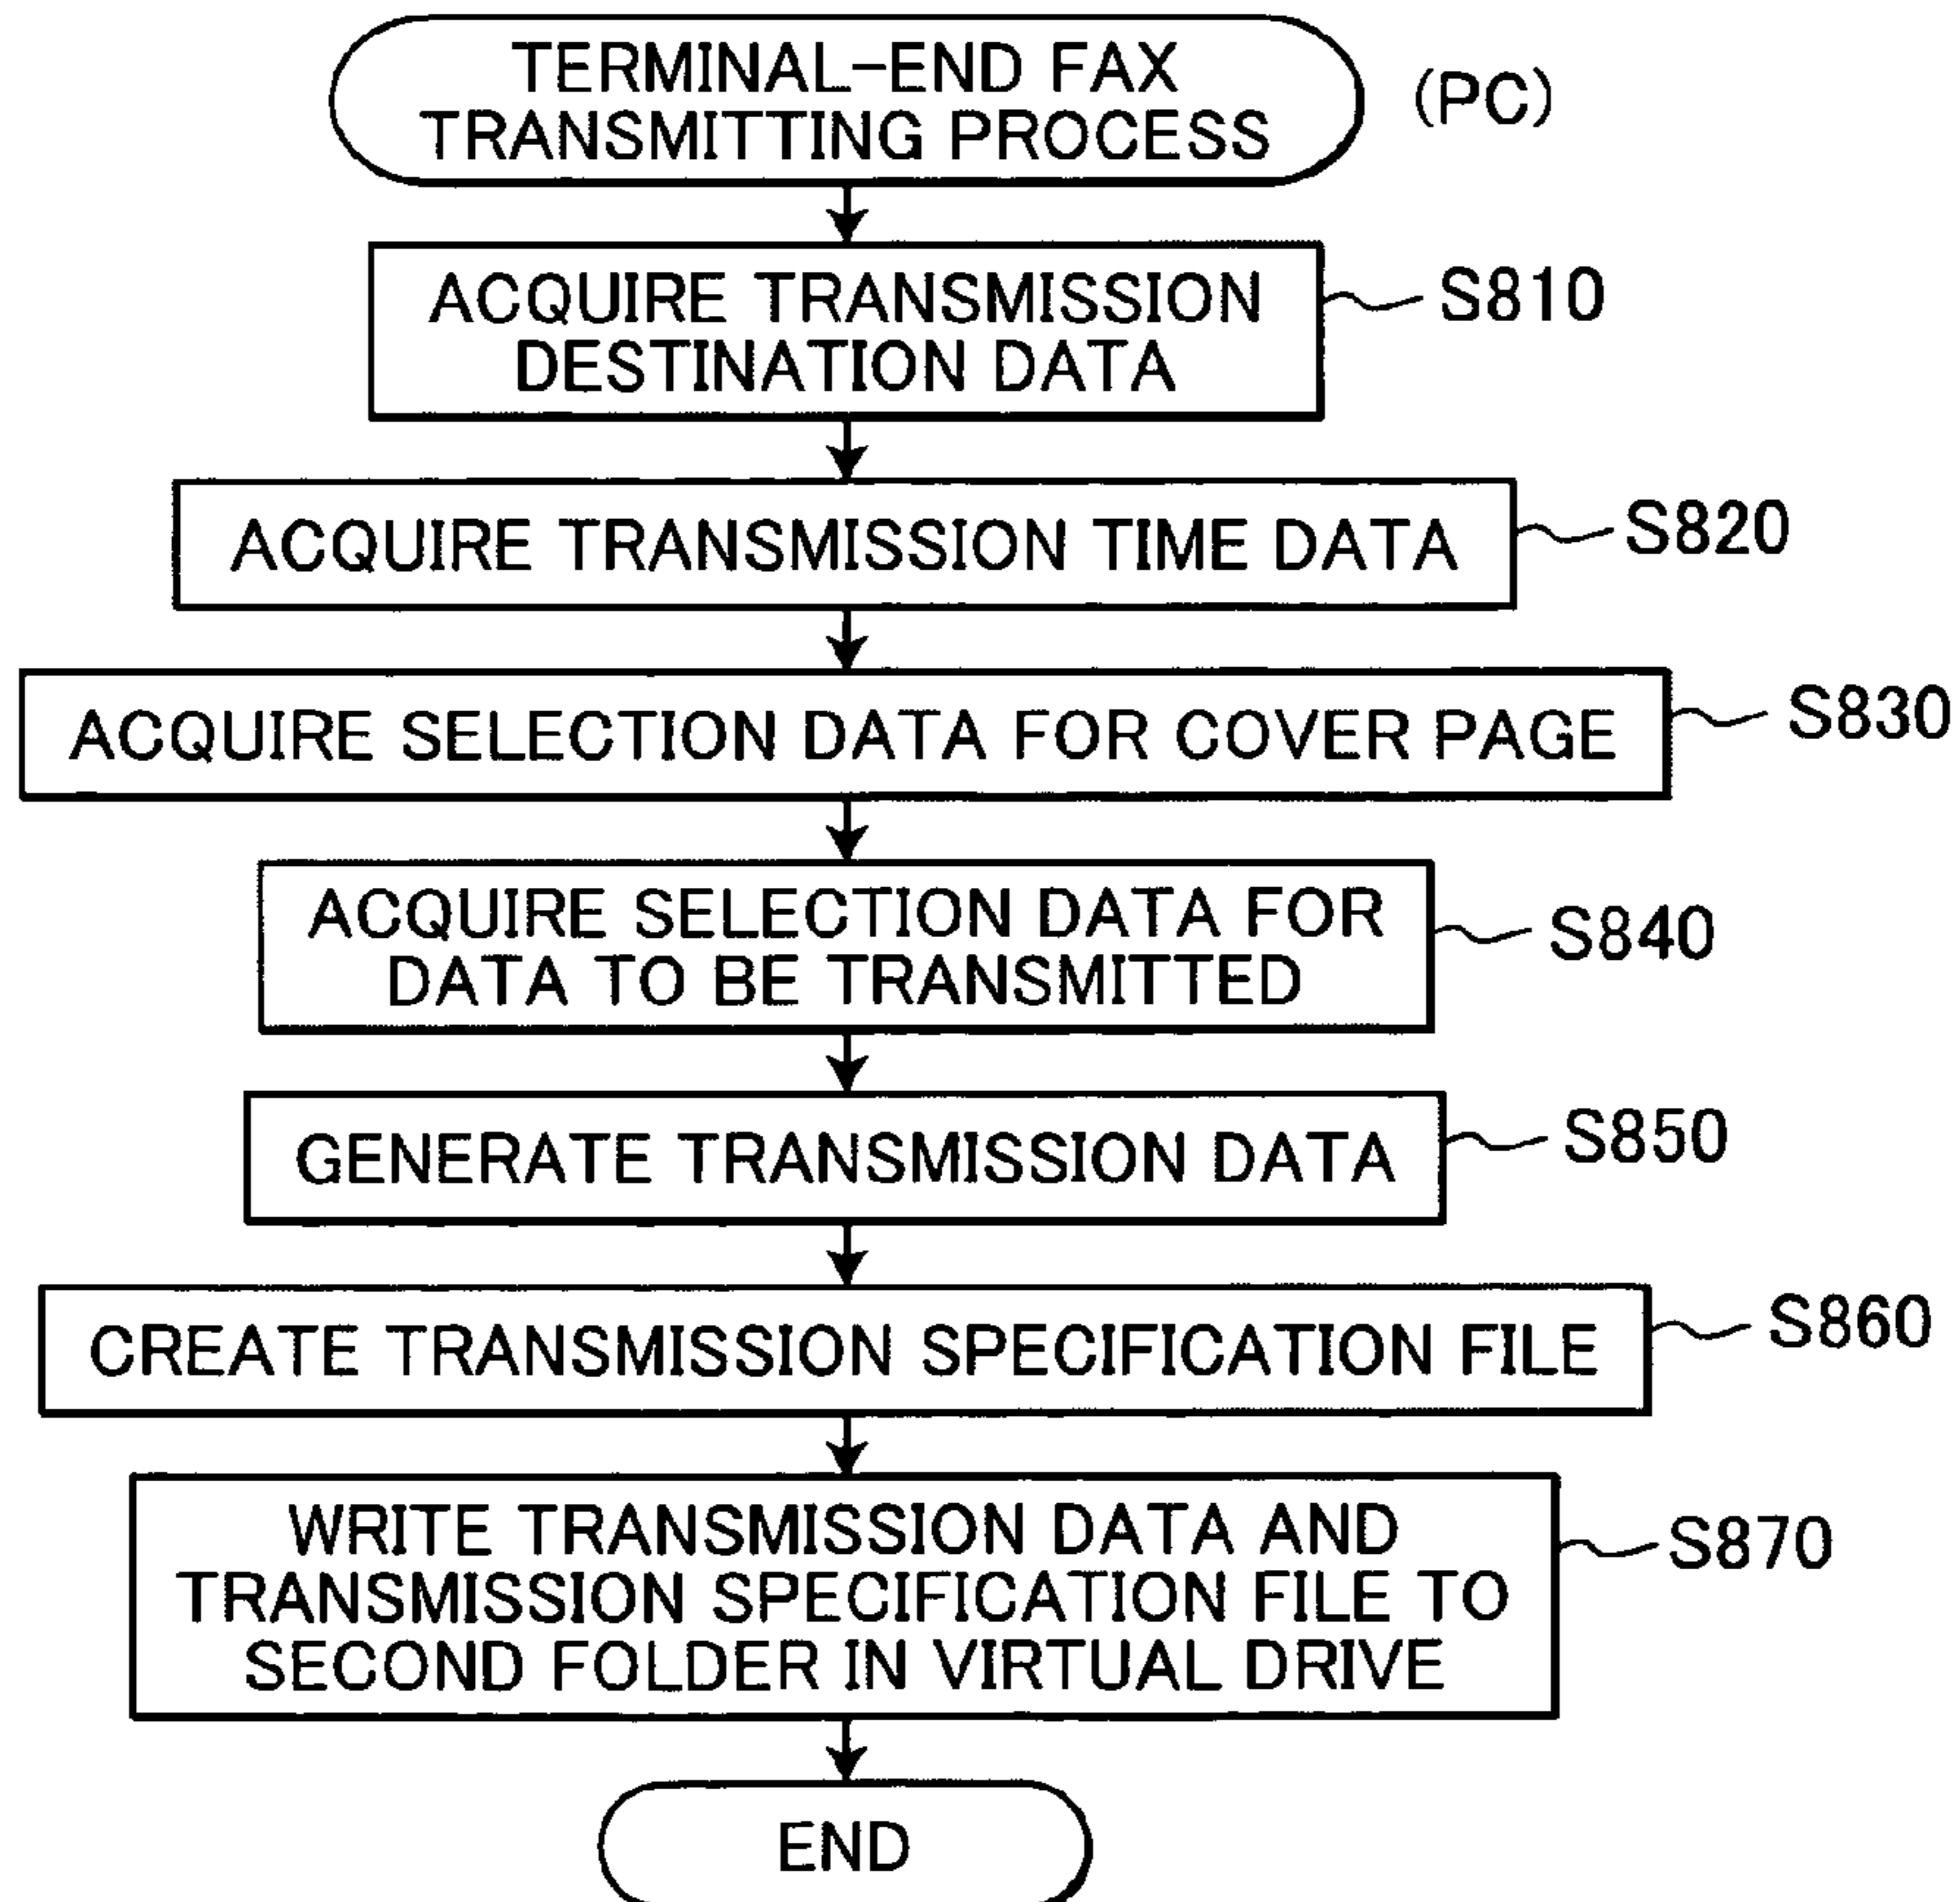 TERMINAL-END FAX
TRANSMITTING PROCESS
(PC)
ACQUIRE TRANSMISSION
DESTINATION DATA
S810
ACQUIRE TRANSMISSION TIME DATA
S820
ACQUIRE SELECTION DATA FOR COVER PAGE
S830
ACQUIRE SELECTION DATA FOR
DATA TO BE TRANSMITTED
S840
GENERATE TRANSMISSION DATA
S850
CREATE TRANSMISSION SPECIFICATION FILE
S860
WRITE TRANSMISSION DATA AND
TRANSMISSION SPECIFICATION FILE TO
SECOND FOLDER IN VIRTUAL DRIVE
S870
END